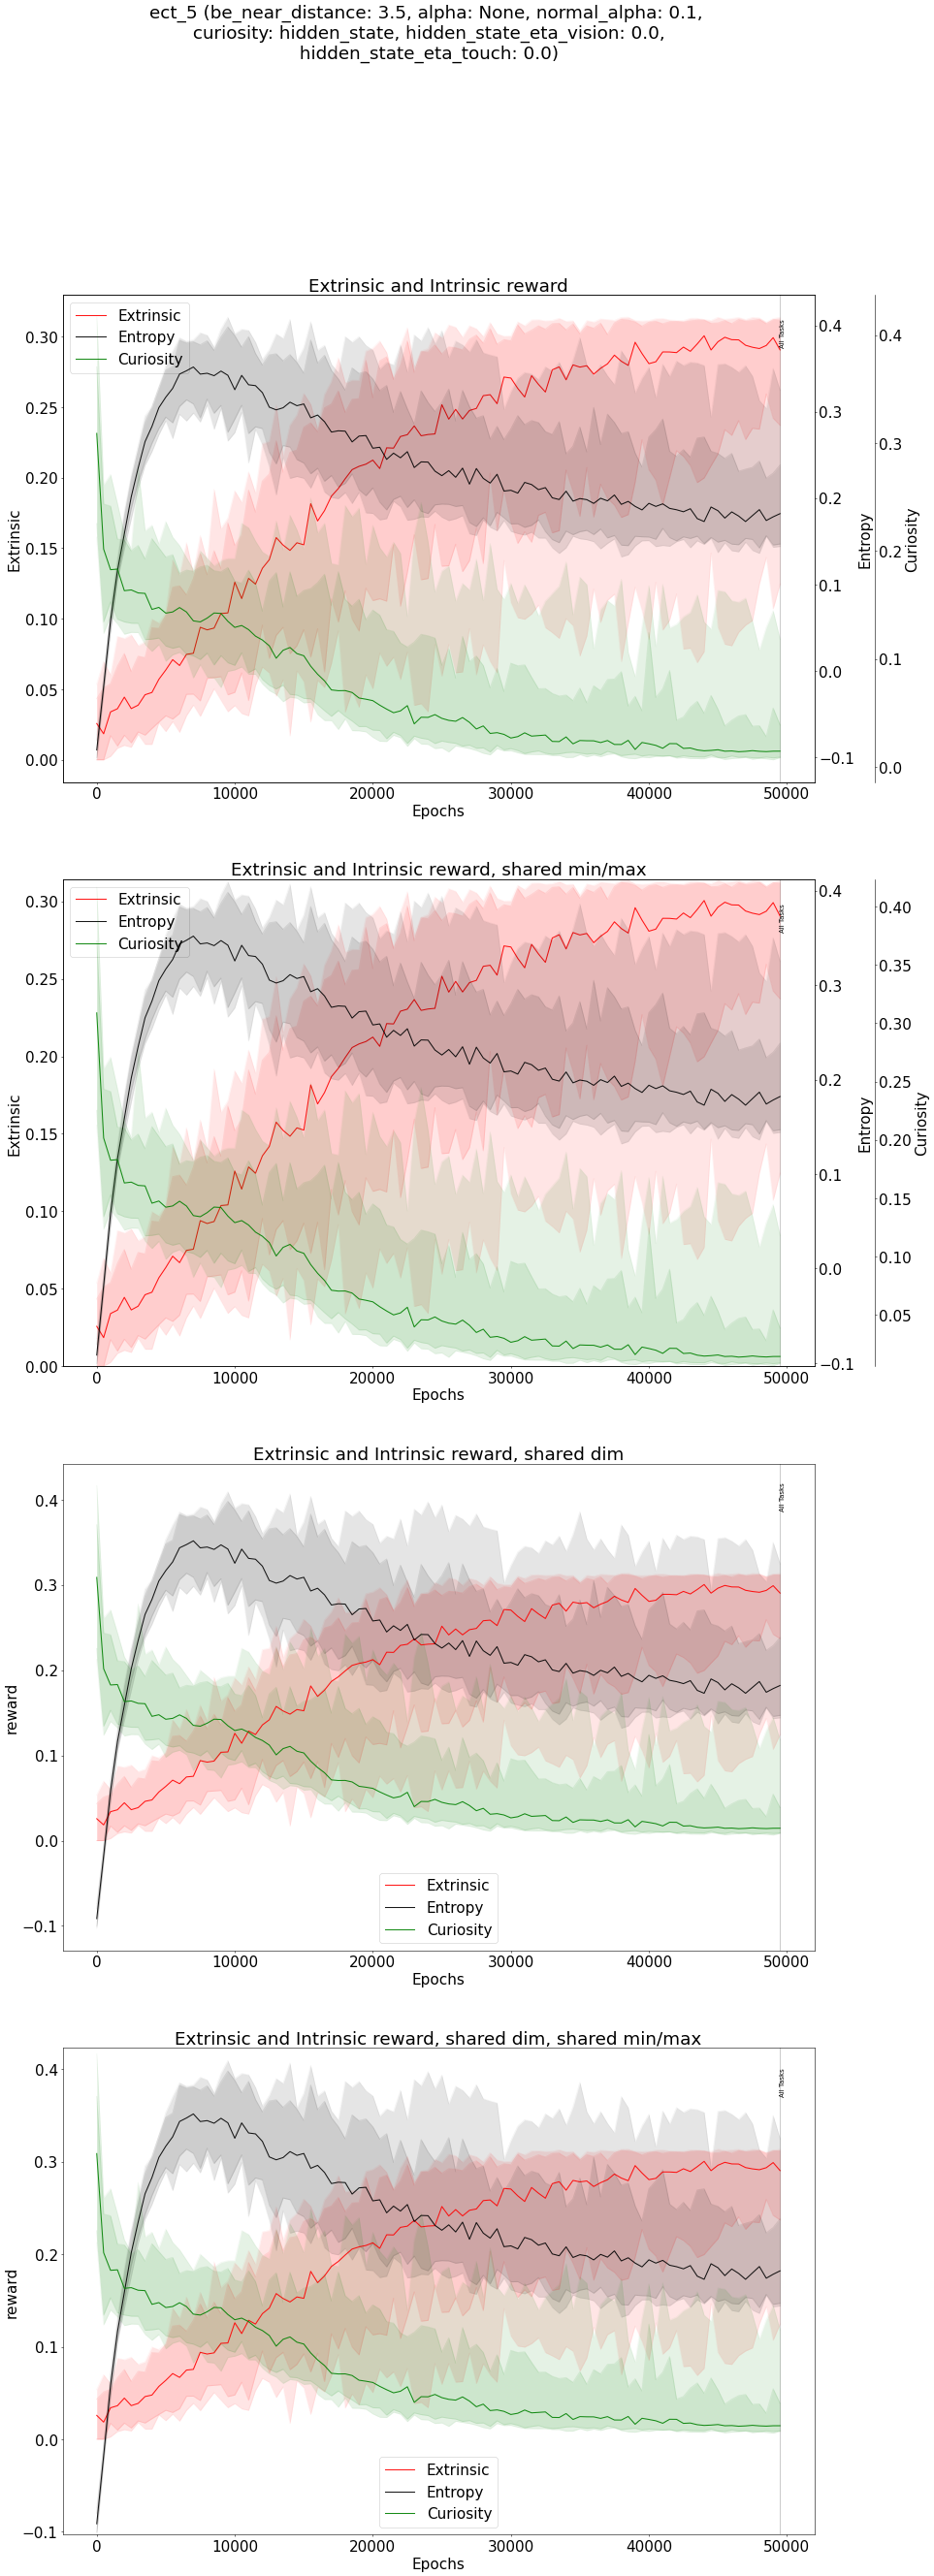 ect_5 (be_near_distance: 3.5, alpha: None, normal_alpha: 0.1,
curiosity: hidden_state, hidden_state_eta_vision: 0.0,
hidden_state_eta_touch: 0.0)
Extrinsic and Intrinsic reward
Extrinsic
Entropy
Curiosity
All Tasks
0.30
0.25
0.20
0.15
0.10
0.05
0.00
Extrinsic
0.4
0.3
0.2
0.1
0.0
−0.1
Entropy
0.4
0.3
0.2
0.1
0.0
Curiosity
0 10000 20000 30000 40000 50000
Epochs
Extrinsic and Intrinsic reward, shared min/max
Extrinsic
Entropy
Curiosity
All Tasks
0.30
0.25
0.20
0.15
0.10
0.05
0.00
Extrinsic
0.4
0.3
0.2
0.1
0.0
−0.1
Entropy
0.40
0.35
0.30
0.25
0.20
0.15
0.10
0.05
Curiosity
0 10000 20000 30000 40000 50000
Epochs
Extrinsic and Intrinsic reward, shared dim
All Tasks
0.4
0.3
0.2
0.1
0.0
−0.1
reward
Extrinsic
Entropy
Curiosity
0 10000 20000 30000 40000 50000
Epochs
Extrinsic and Intrinsic reward, shared dim, shared min/max
All Tasks
0.4
0.3
0.2
0.1
0.0
−0.1
reward
Extrinsic
Entropy
Curiosity
0 10000 20000 30000 40000 50000
Epochs